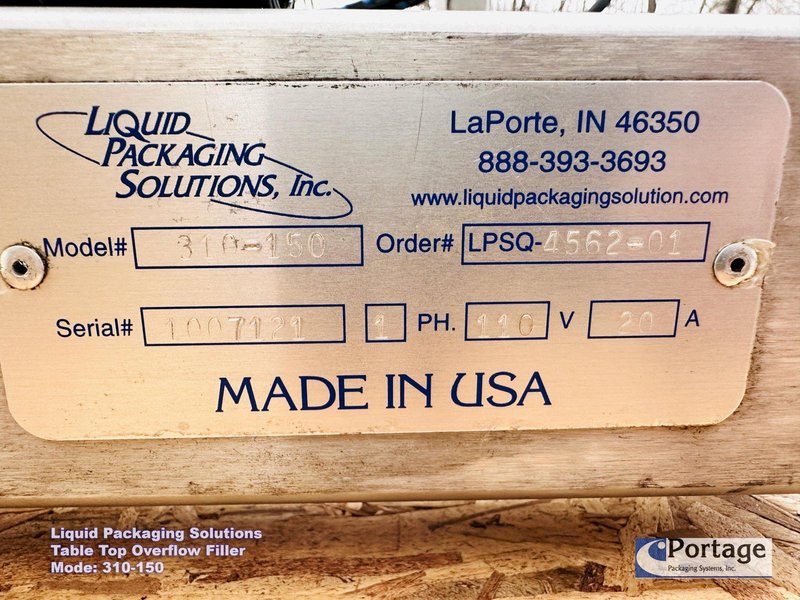 LIQUID
PACKAGING
SOLUTIONS, INC.
LaPorte, IN 46350
888-393-3693
www.liquidpackagingsolution.com
Model# 310-150 Order# LPSQ-4562-01
Serial# 1007121 1 PH. 110 V 20 A
MADE IN USA
Liquid Packaging Solutions
Table Top Overflow Filler
Mode: 310-150
Portage
Packaging Systems, Inc.